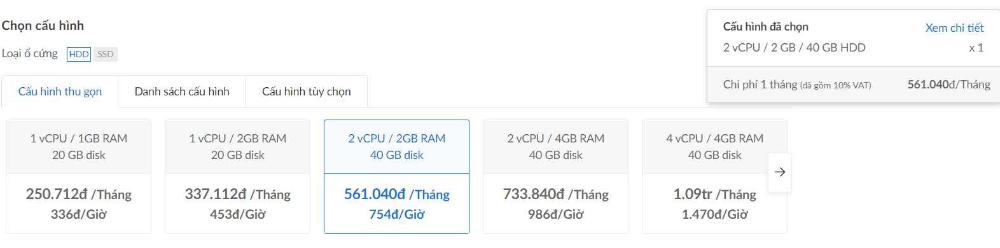 Chọn cấu hình
Loại ổ cứng HDD SSD
Cấu hình thu gọn Danh sách cấu hình Cấu hình tùy chọn
Cấu hình đã chọn Xem chi tiết
2 vCPU / 2 GB / 40 GB HDD x 1
Chi phí 1 tháng (đã gồm 10% VAT) 561.040đ/Tháng
1 vCPU / 1GB RAM
20 GB disk
250.712đ /Tháng
336đ/Giờ
1 vCPU / 2GB RAM
20 GB disk
337.112đ /Tháng
453đ/Giờ
2 vCPU / 2GB RAM
40 GB disk
561.040đ /Tháng
754đ/Giờ
2 vCPU / 4GB RAM
40 GB disk
733.840đ /Tháng
986đ/Giờ
4 vCPU / 4GB RAM
40 GB disk
1.09tr /Tháng
1.470đ/Giờ